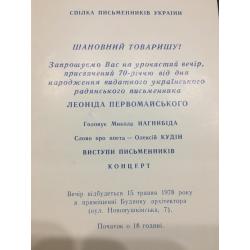 СПІЛКА ПИСЬМЕННИКІВ УКРАЇНИ
ШАНОВНИЙ ТОВАРИШУ!
Запрошуємо Вас на урочистий вечір,
присвячений 70-річчю від дня
народження видатного українського
радянського письменника
ЛЕОНІДА ПЕРВОМАЙСЬКОГО
Головує Микола НАГНИБІДА
Слово про поета — Олексій КУДІН
ВИСТУПИ ПИСЬМЕННИКІВ
КОНЦЕРТ
Вечір відбудеться 15 травня 1978 року
в приміщенні Будинку архітектора
(вул. Новопушкінська, 7).
Початок о 18 годині.